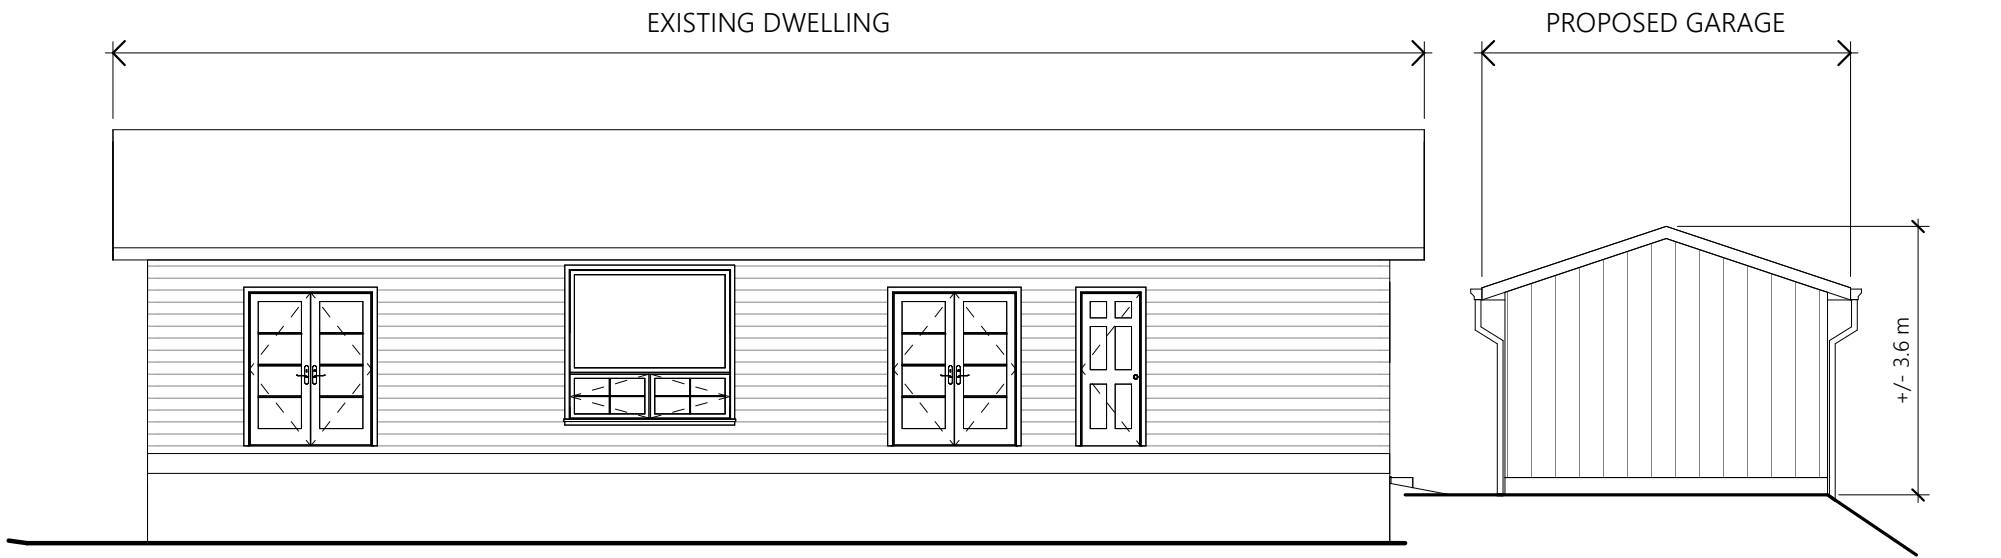 EXISTING DWELLING
PROPOSED GARAGE
+/- 3.6 m